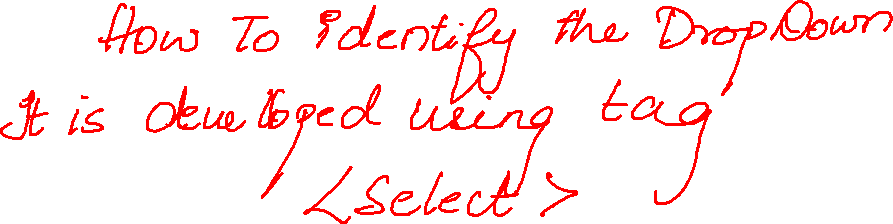 How To identify the DropDown
It is developed using tag
<Select>